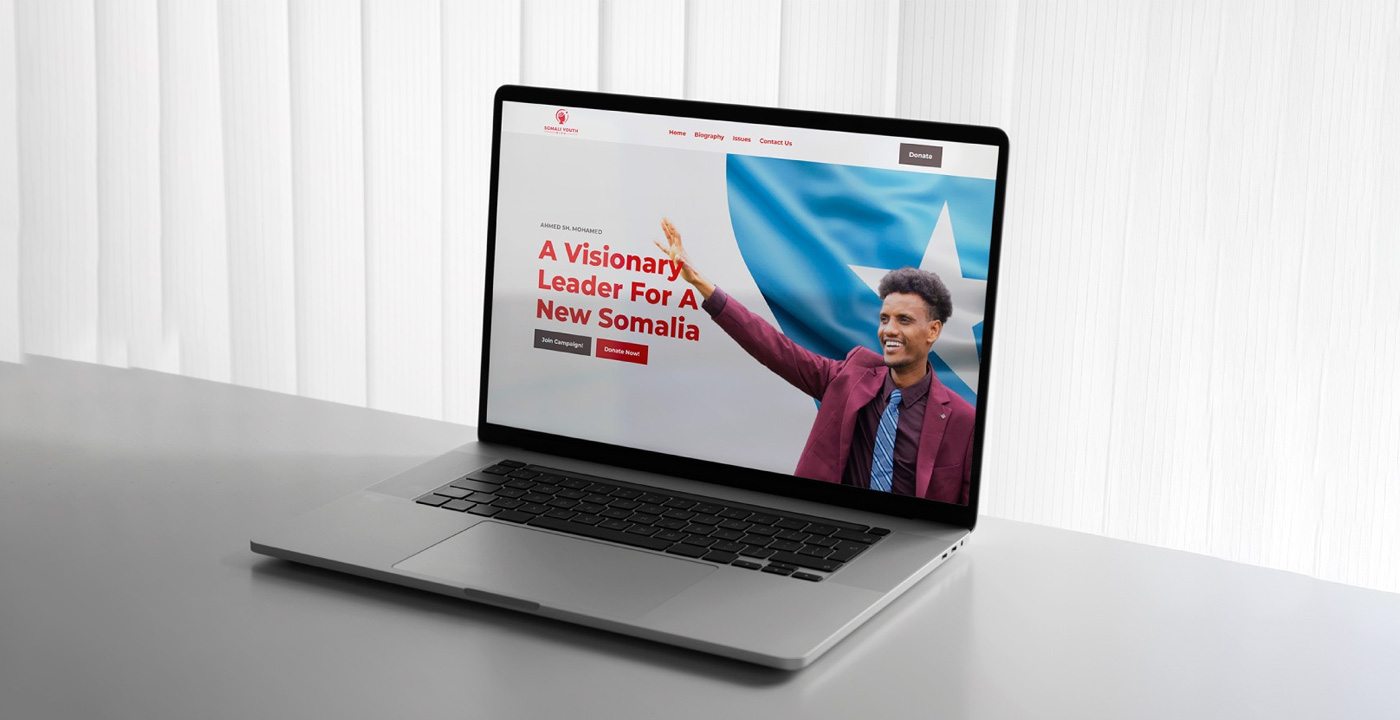 SOMALI YOUTH
Home Biography Issues Contact Us
Donate
AHMED SH. MOHAMED
A Visionary
Leader For A
New Somalia
Join Campaign! Donate Now!